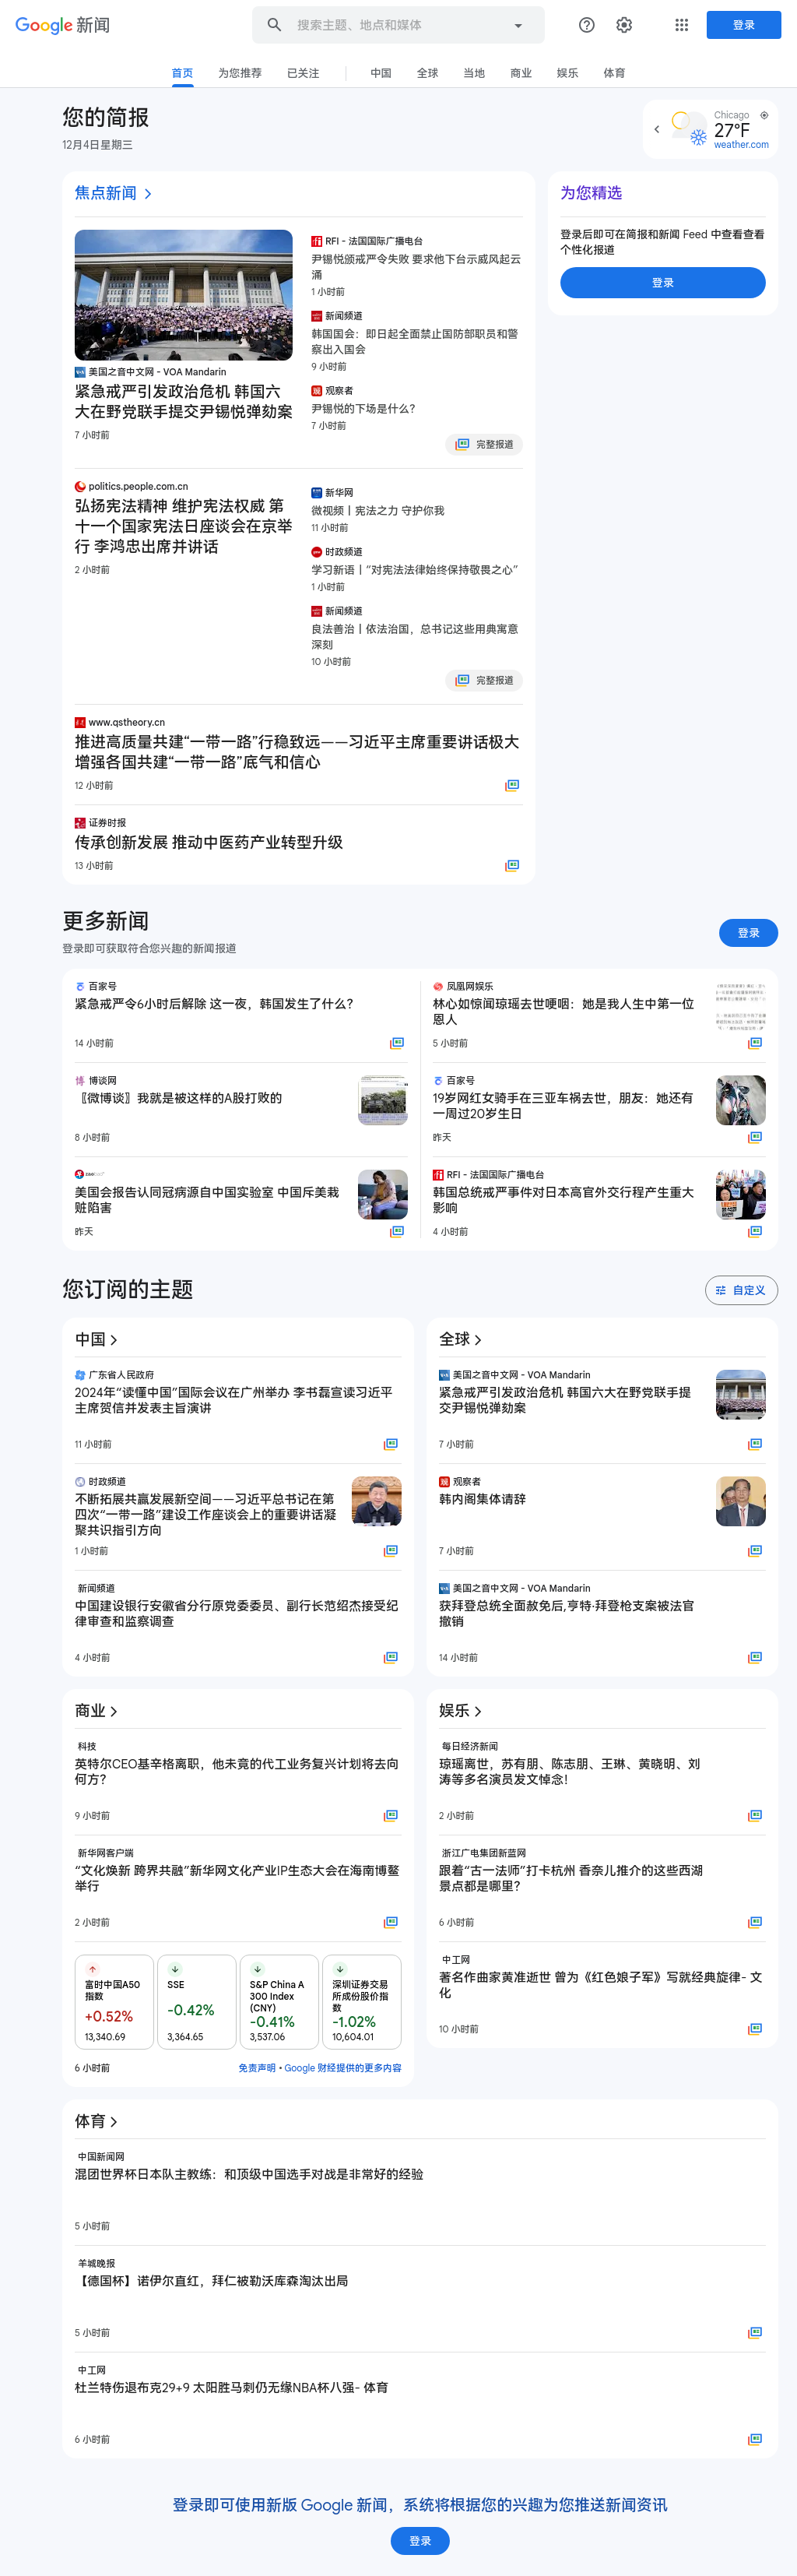 Google 新闻
搜索主题、地点和媒体
登录
首页
为您推荐
已关注
中国
全球
当地
商业
娱乐
体育
您的简报
12月4日星期三
Chicago
27°F
weather.com
焦点新闻
美国之音中文网 - VOA Mandarin
紧急戒严引发政治危机 韩国六
大在野党联手提交尹锡悦弹劾案
7 小时前
RFI - 法国国际广播电台
尹锡悦颁戒严令失败 要求他下台示威风起云
涌
1 小时前
新闻频道
韩国国会：即日起全面禁止国防部职员和警
察出入国会
9 小时前
观察者
尹锡悦的下场是什么？
7 小时前
完整报道
为您精选
登录后即可在简报和新闻 Feed 中查看查看
个性化报道
登录
politics.people.com.cn
弘扬宪法精神 维护宪法权威 第
十一个国家宪法日座谈会在京举
行 李鸿忠出席并讲话
2 小时前
新华网
微视频丨宪法之力 守护你我
11 小时前
时政频道
学习新语丨“对宪法法律始终保持敬畏之心”
1 小时前
新闻频道
良法善治丨依法治国，总书记这些用典寓意
深刻
10 小时前
完整报道
www.qstheory.cn
推进高质量共建“一带一路”行稳致远——习近平主席重要讲话极大
增强各国共建“一带一路”底气和信心
12 小时前
证券时报
传承创新发展 推动中医药产业转型升级
13 小时前
更多新闻
登录即可获取符合您兴趣的新闻报道
登录
百家号
紧急戒严令6小时后解除 这一夜，韩国发生了什么？
14 小时前
博谈网
〖微博谈〗我就是被这样的A股打败的
8 小时前
美国会报告认同冠病源自中国实验室 中国斥美栽
赃陷害
昨天
凤凰网娱乐
林心如惊闻琼瑶去世哽咽：她是我人生中第一位
恩人
5 小时前
百家号
19岁网红女骑手在三亚车祸去世，朋友：她还有
一周过20岁生日
昨天
RFI - 法国国际广播电台
韩国总统戒严事件对日本高官外交行程产生重大
影响
4 小时前
您订阅的主题
自定义
中国
广东省人民政府
2024年“读懂中国”国际会议在广州举办 李书磊宣读习近平
主席贺信并发表主旨演讲
11 小时前
时政频道
不断拓展共赢发展新空间——习近平总书记在第
四次“一带一路”建设工作座谈会上的重要讲话凝
聚共识指引方向
1 小时前
新闻频道
中国建设银行安徽省分行原党委委员、副行长范绍杰接受纪
律审查和监察调查
4 小时前
全球
美国之音中文网 - VOA Mandarin
紧急戒严引发政治危机 韩国六大在野党联手提
交尹锡悦弹劾案
7 小时前
观察者
韩内阁集体请辞
7 小时前
美国之音中文网 - VOA Mandarin
获拜登总统全面赦免后,亨特·拜登枪支案被法官
撤销
14 小时前
商业
科技
英特尔CEO基辛格离职，他未竟的代工业务复兴计划将去向
何方？
9 小时前
新华网客户端
“文化焕新 跨界共融”新华网文化产业IP生态大会在海南博鳌
举行
2 小时前
富时中国A50
指数
+0.52%
13,340.69
SSE
-0.42%
3,364.65
S&P China A
300 Index
(CNY)
-0.41%
3,537.06
深圳证券交易
所成份股价指
数
-1.02%
10,604.01
6 小时前
免责声明 • Google 财经提供的更多内容
娱乐
每日经济新闻
琼瑶离世，苏有朋、陈志朋、王琳、黄晓明、刘
涛等多名演员发文悼念！
2 小时前
浙江广电集团新蓝网
跟着“古一法师”打卡杭州 香奈儿推介的这些西湖
景点都是哪里？
6 小时前
中工网
著名作曲家黄准逝世 曾为《红色娘子军》写就经典旋律- 文
化
10 小时前
体育
中国新闻网
混团世界杯日本队主教练：和顶级中国选手对战是非常好的经验
5 小时前
羊城晚报
【德国杯】诺伊尔直红，拜仁被勒沃库森淘汰出局
5 小时前
中工网
杜兰特伤退布克29+9 太阳胜马刺仍无缘NBA杯八强- 体育
6 小时前
登录即可使用新版 Google 新闻，系统将根据您的兴趣为您推送新闻资讯
登录